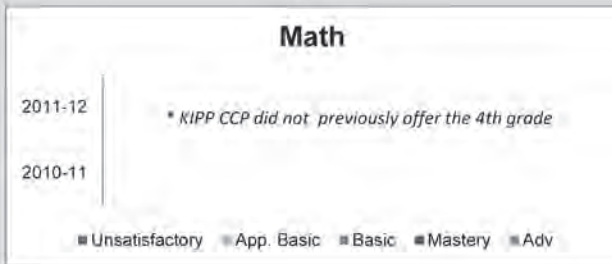 Math
2011-12
* KIPP CCP did not previously offer the 4th grade
2010-11
Unsatisfactory App. Basic Basic Mastery Adv